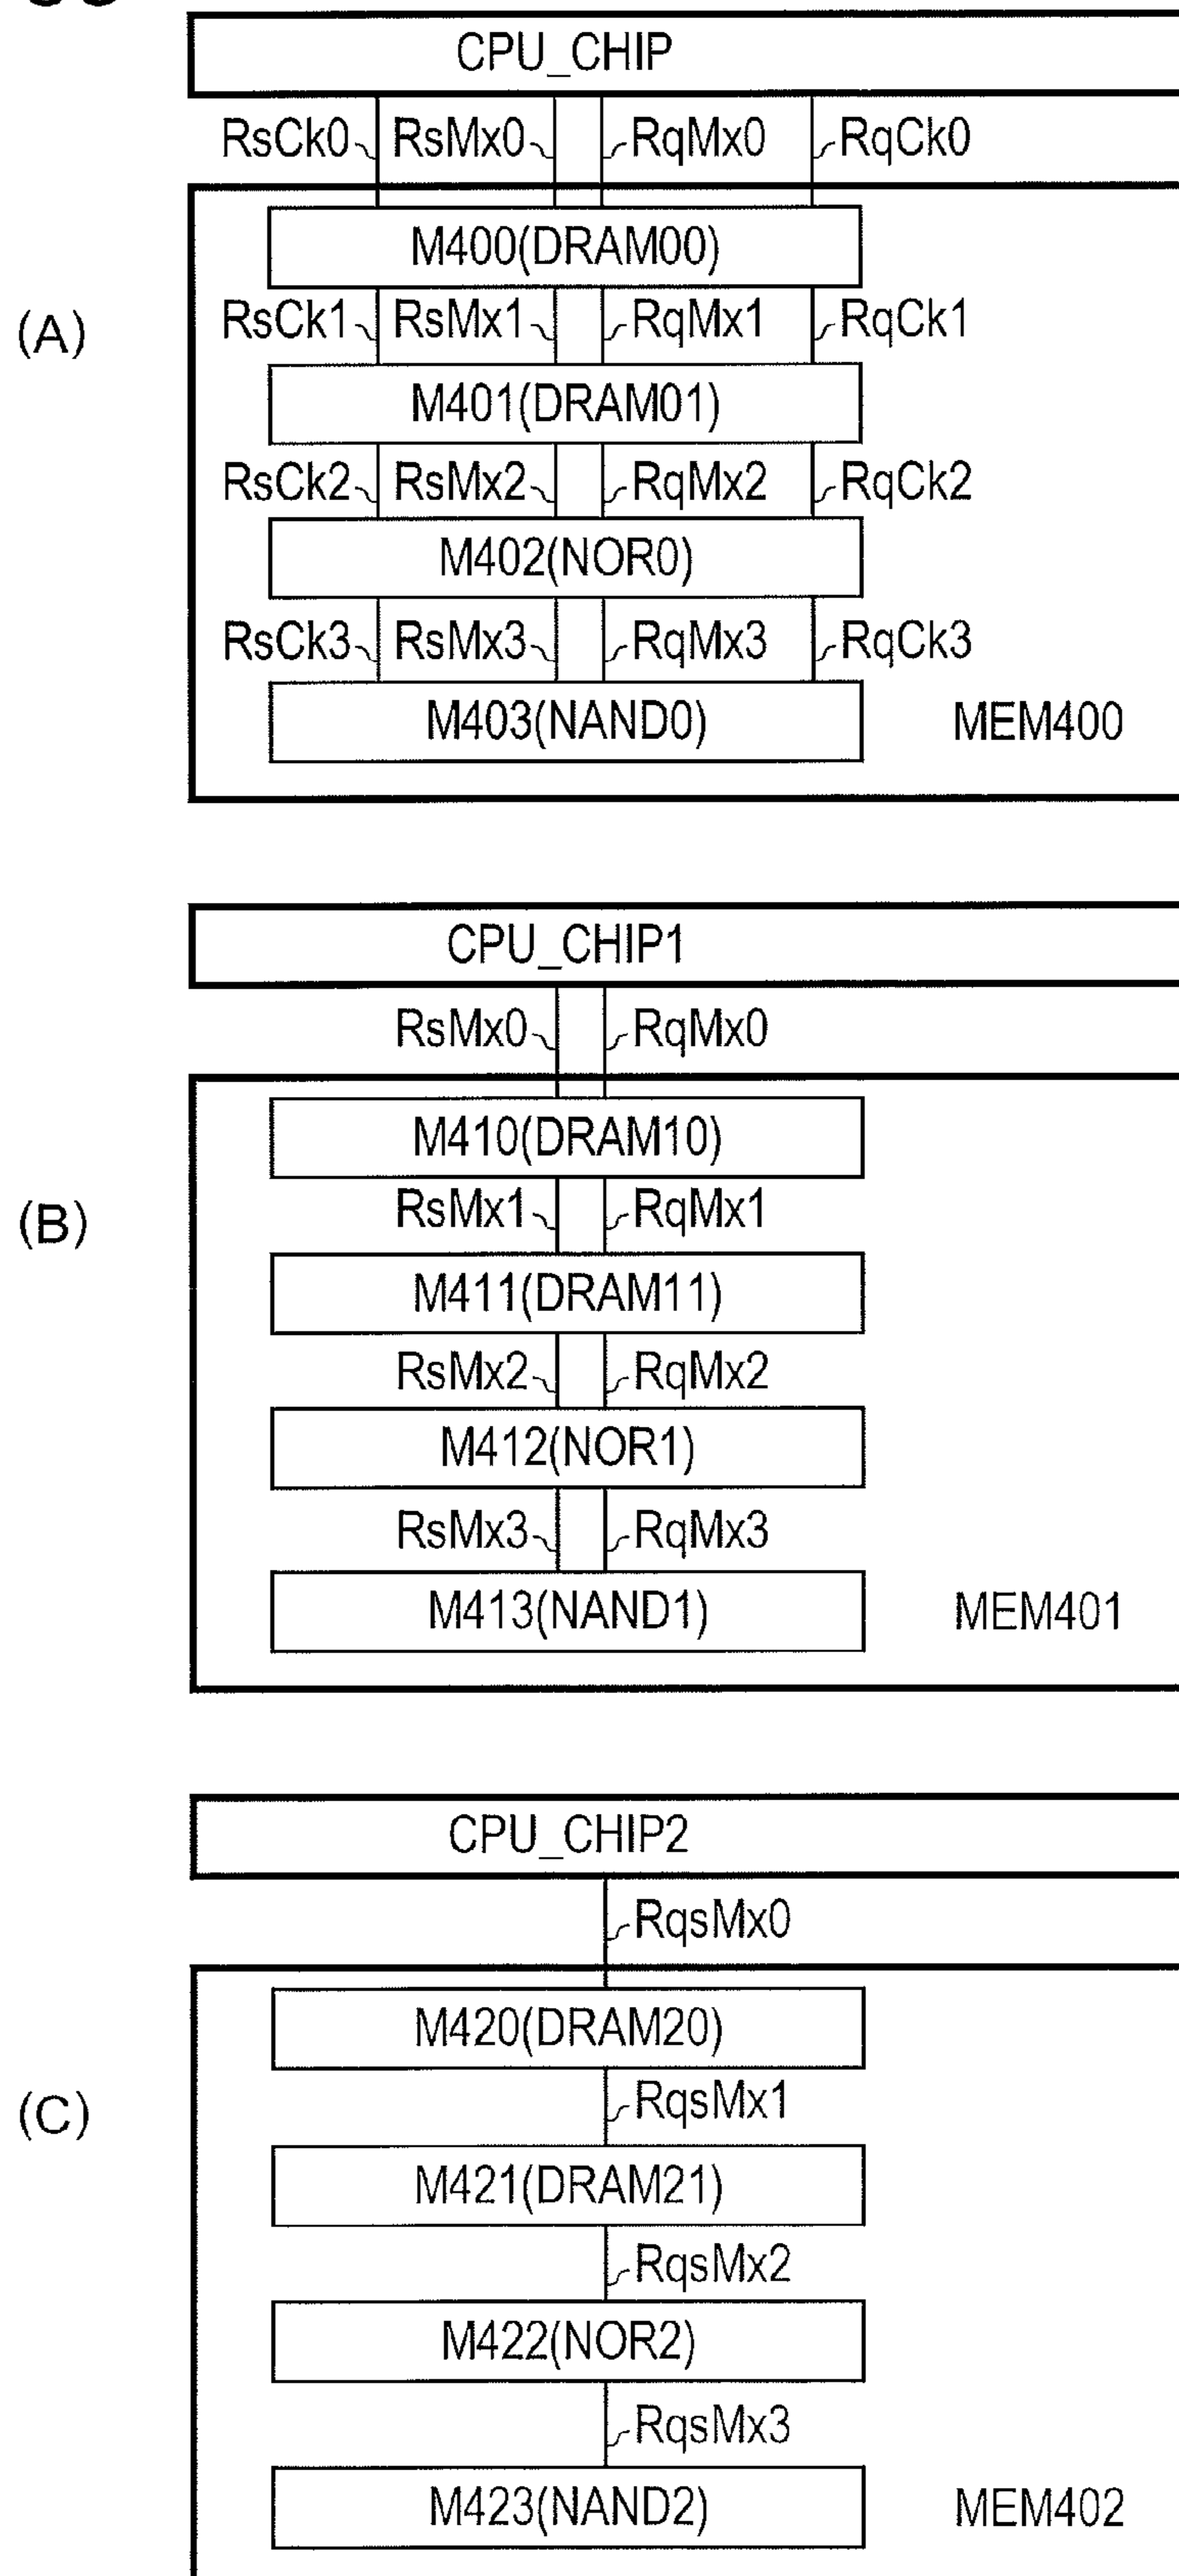 CPU_CHIP
RsCk0 RsMx0 RqMx0 RqCk0
M400(DRAM00)
(A)
RsCk1 RsMx1 RqMx1 RqCk1
M401(DRAM01)
RsCk2 RsMx2 RqMx2 RqCk2
M402(NOR0)
RsCk3 RsMx3 RqMx3 RqCk3
M403(NAND0)
MEM400
CPU_CHIP1
RsMx0 RqMx0
M410(DRAM10)
(B)
RsMx1 RqMx1
M411(DRAM11)
RsMx2 RqMx2
M412(NOR1)
RsMx3 RqMx3
M413(NAND1)
MEM401
CPU_CHIP2
RqsMx0
M420(DRAM20)
(C)
RqsMx1
M421(DRAM21)
RqsMx2
M422(NOR2)
RqsMx3
M423(NAND2)
MEM402